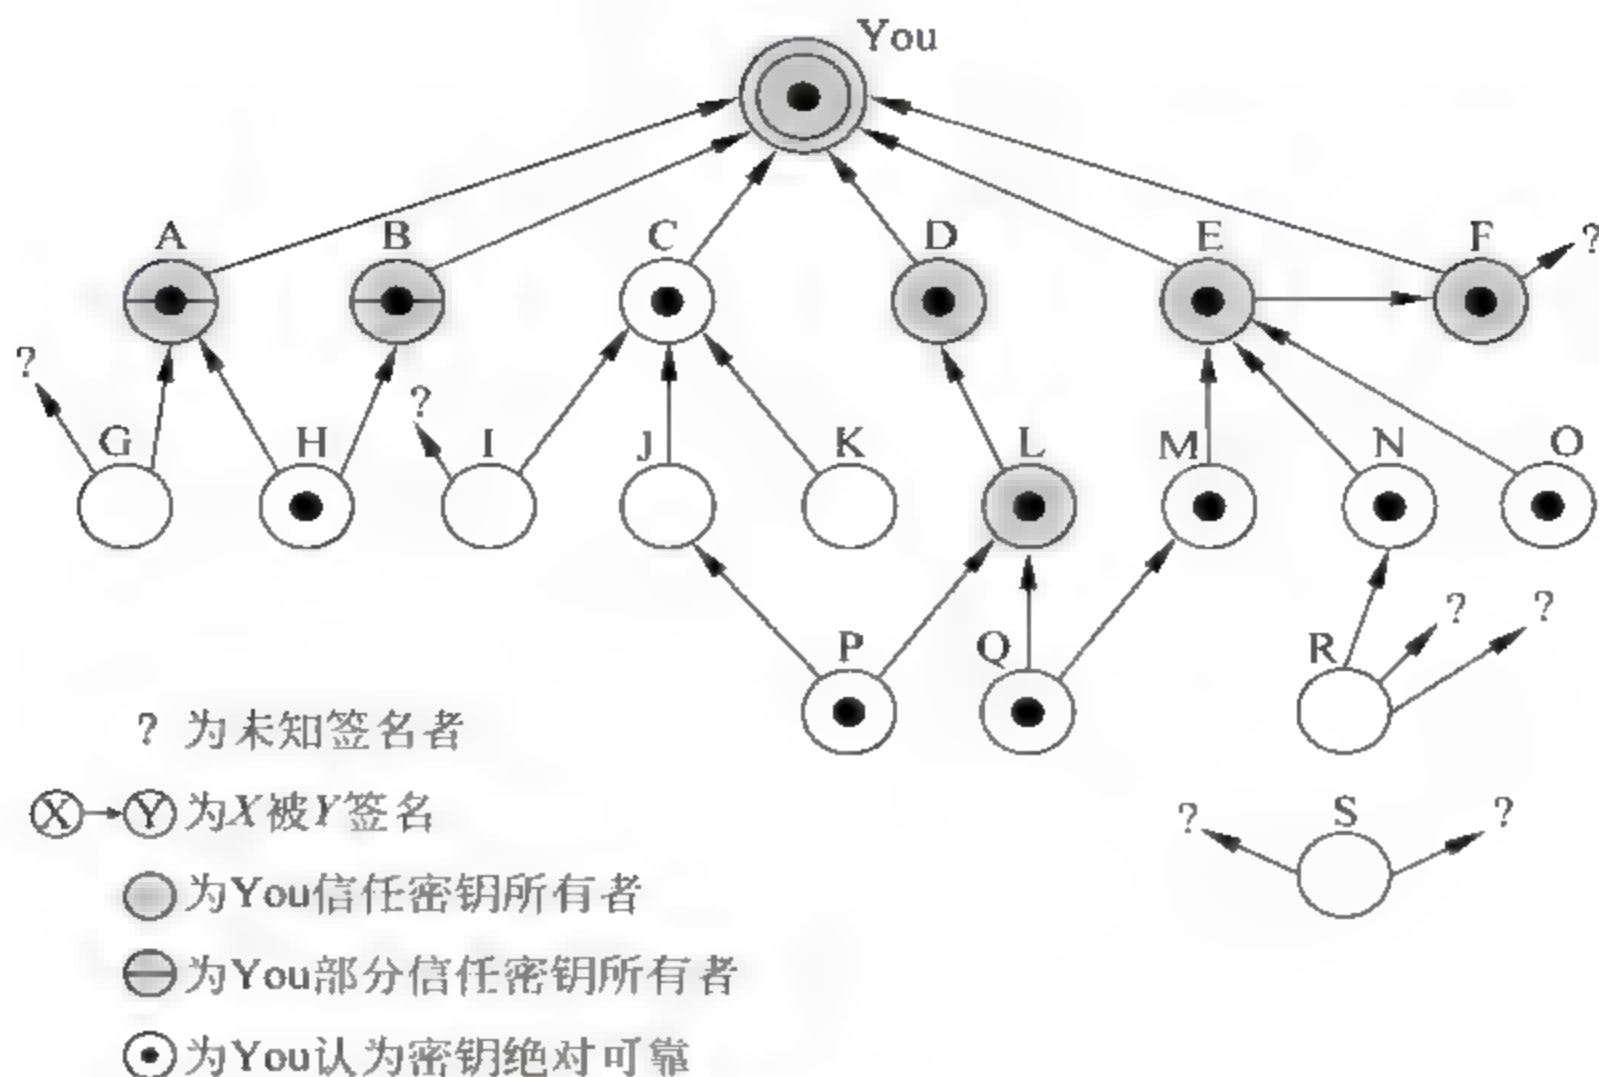 You
A B C D E F ?
?
?
G H I J K L M N O
? ?
P Q R
? 为未知签名者
? S ?
X Y 为X被Y签名
为You信任密钥所有者
为You部分信任密钥所有者
为You认为密钥绝对可靠